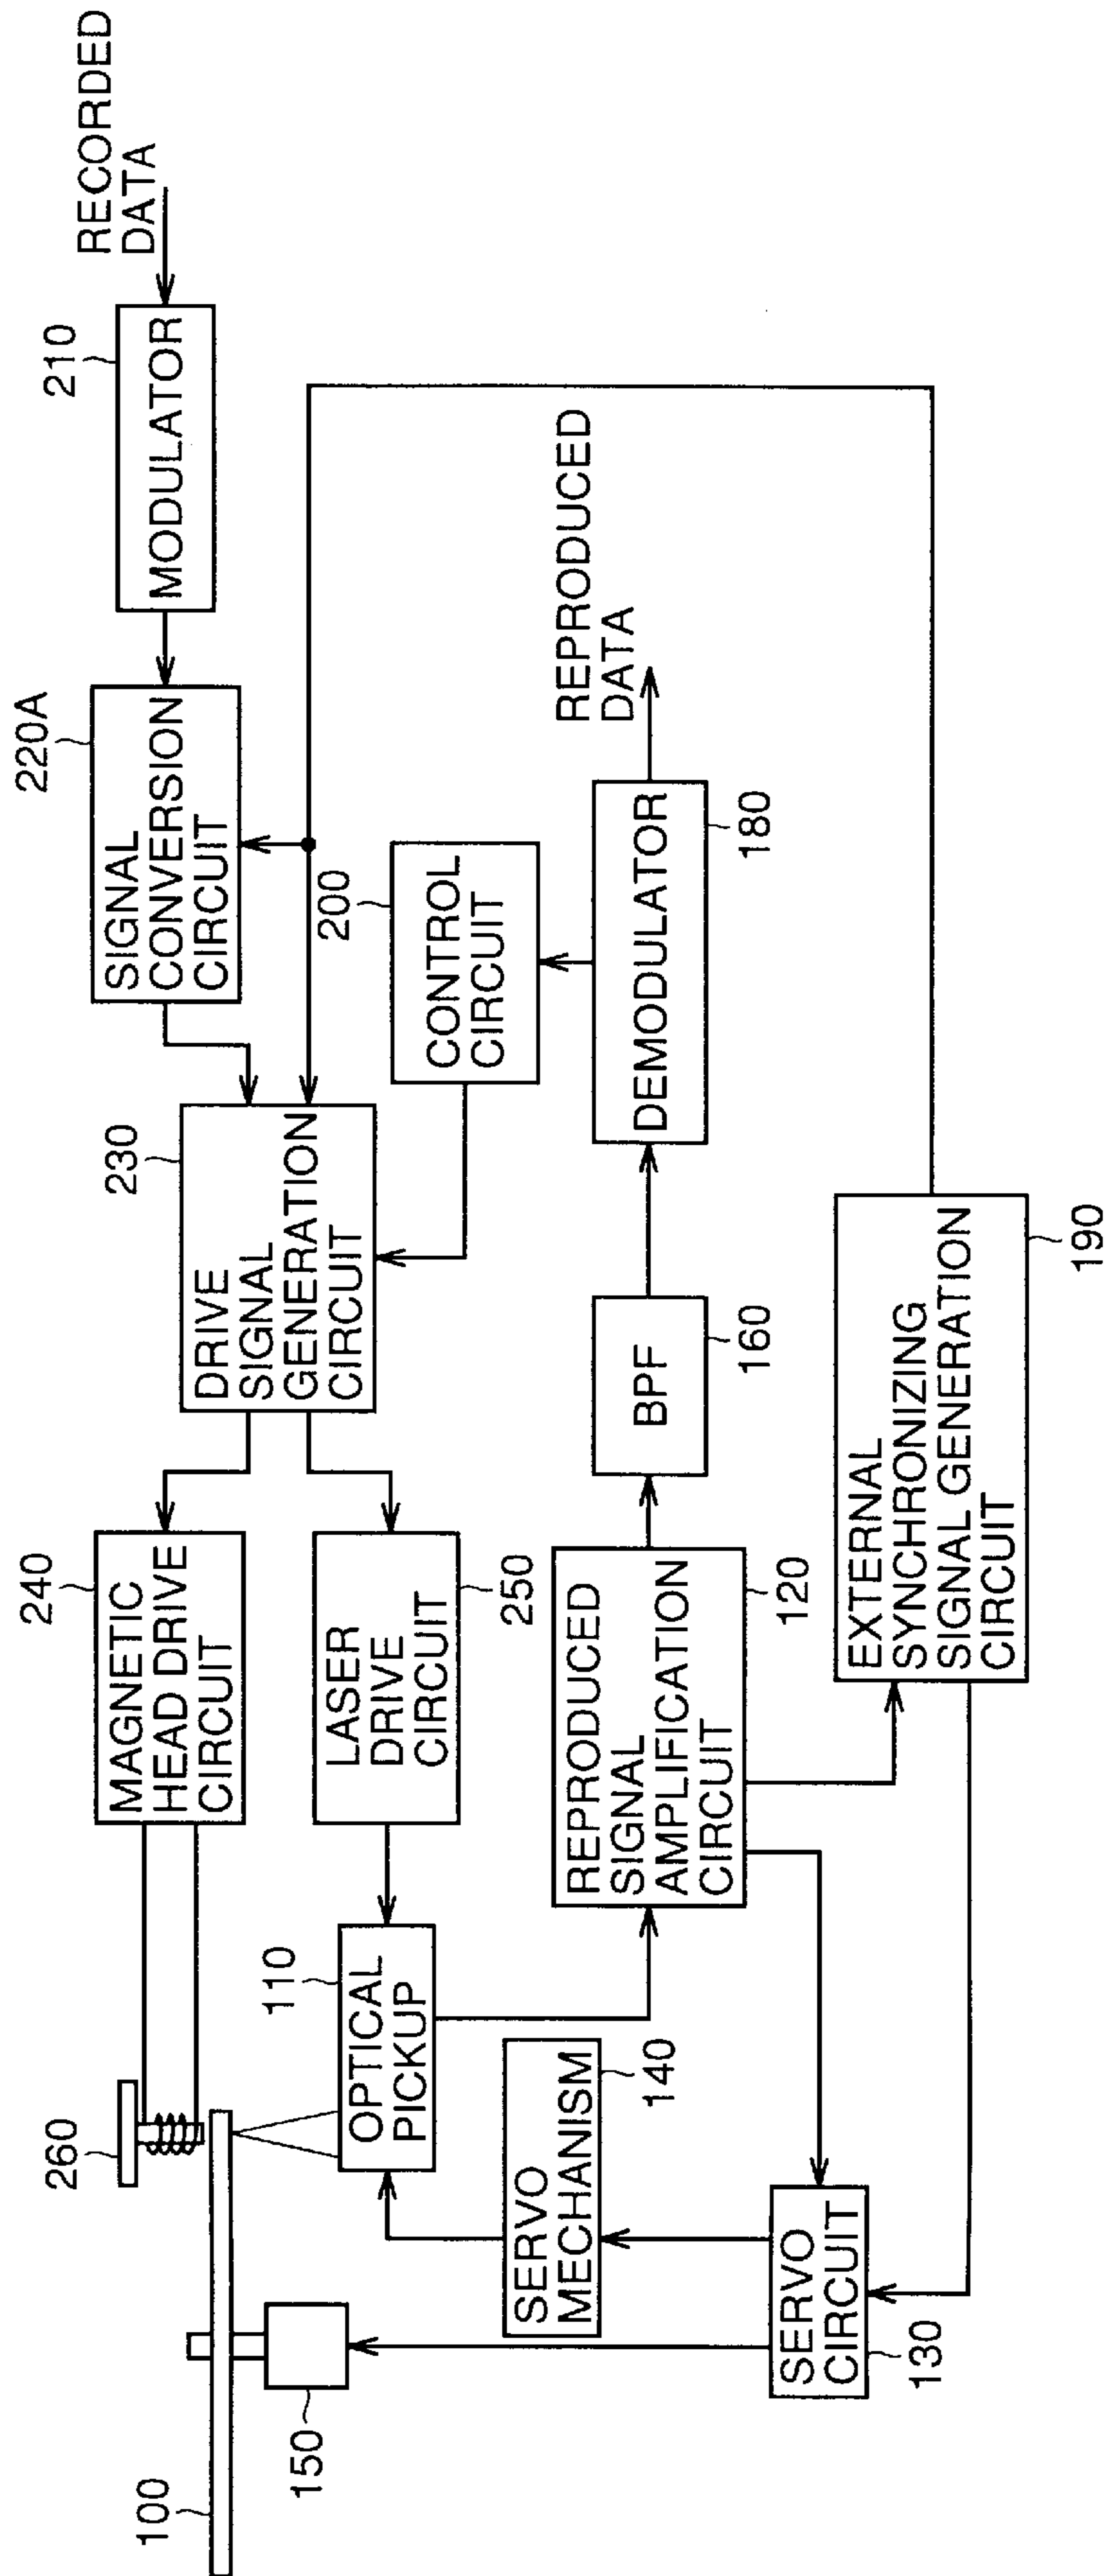 RECORDED
DATA
210
MODULATOR
220A
SIGNAL
CONVERSION
CIRCUIT
230
DRIVE
SIGNAL
GENERATION
CIRCUIT
200
CONTROL
CIRCUIT
REPRODUCED
DATA
DEMODULATOR
180
BPF
160
240
MAGNETIC
HEAD DRIVE
CIRCUIT
LASER
DRIVE
CIRCUIT
250
REPRODUCED
SIGNAL
AMPLIFICATION
CIRCUIT
120
EXTERNAL
SYNCHRONIZING
SIGNAL GENERATION
CIRCUIT
190
260
110
OPTICAL
PICKUP
SERVO
MECHANISM
140
SERVO
CIRCUIT
130
100
150